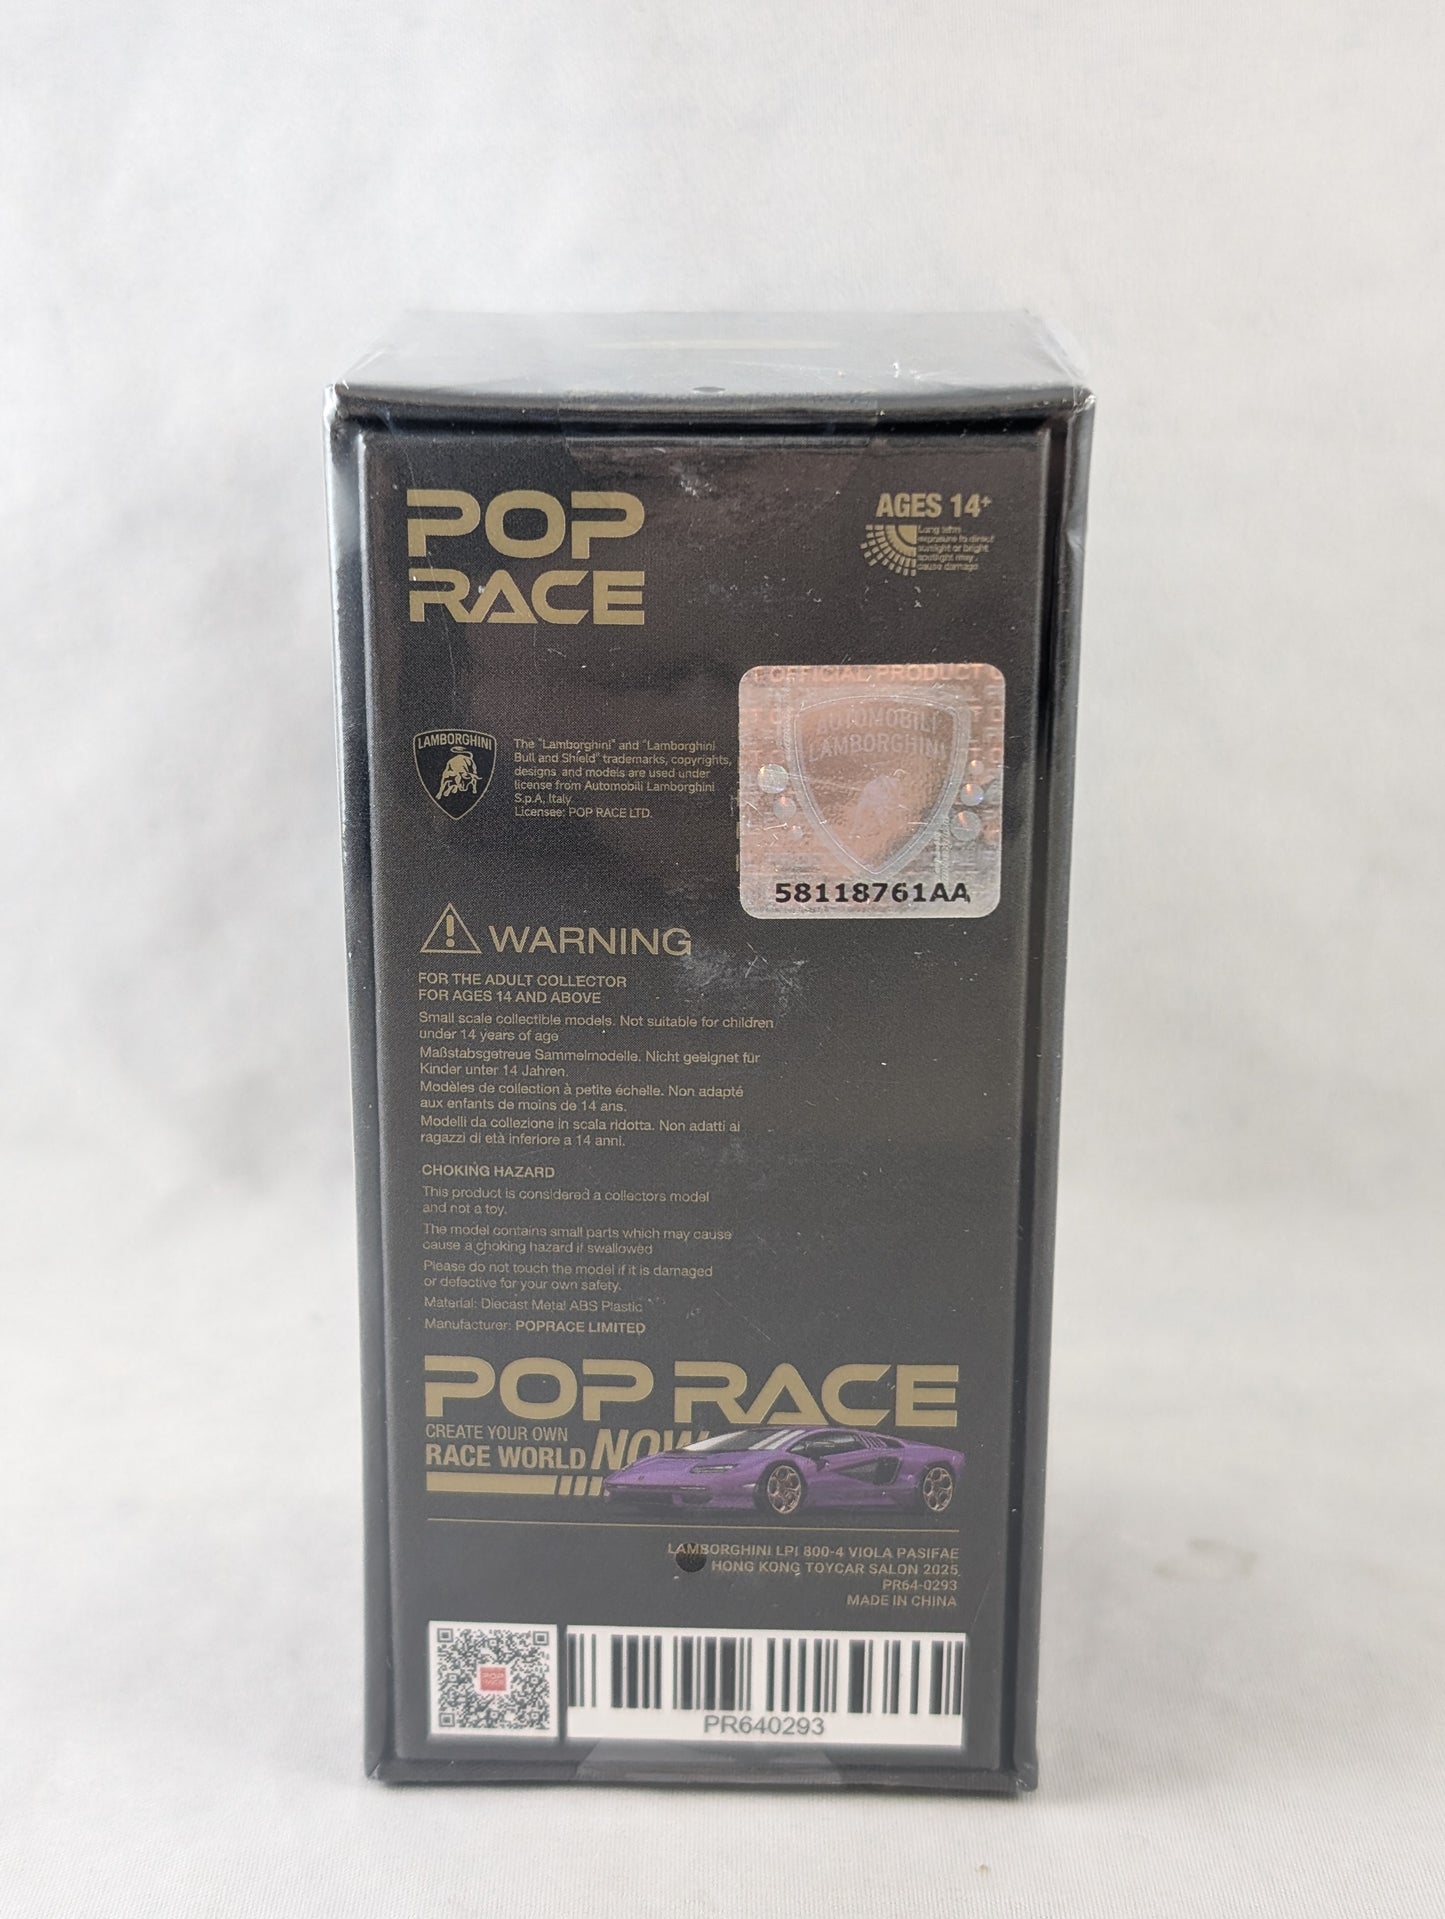 POP
RACE
AGES 14+
Long term
exposure to direct
sunlight or bright
spotlight may
cause damage
OFFICIAL PRODUCT
AUTOMOBILI
LAMBORGHINI
58118761AA
LAMBORGHINI
The "Lamborghini" and "Lamborghini
Bull and Shield" trademarks, copyrights,
designs and models are used under
license from Automobili Lamborghini
S.p.A, Italy
Licensee: POP RACE LTD.
WARNING
FOR THE ADULT COLLECTOR
FOR AGES 14 AND ABOVE
Small scale collectible models. Not suitable for children
under 14 years of age
Maßstabsgetreue Sammelmodelle. Nicht geeignet für
Kinder unter 14 Jahren.
Modèles de collection à petite échelle. Non adapté
aux enfants de moins de 14 ans.
Modelli da collezione in scala ridotta. Non adatti ai
ragazzi di età inferiore a 14 anni.
CHOKING HAZARD
This product is considered a collectors model
and not a toy.
The model contains small parts which may cause
cause a choking hazard if swallowed
Please do not touch the model if it is damaged
or defective for your own safety.
Material: Diecast Metal ABS Plastic
Manufacturer: POPRACE LIMITED
POP RACE
CREATE YOUR OWN
RACE WORLD NOW
LAMBORGHINI LPI 800-4 VIOLA PASIFAE
HONG KONG TOYCAR SALON 2025
PR64-0293
MADE IN CHINA
POP
RACE
PR640293